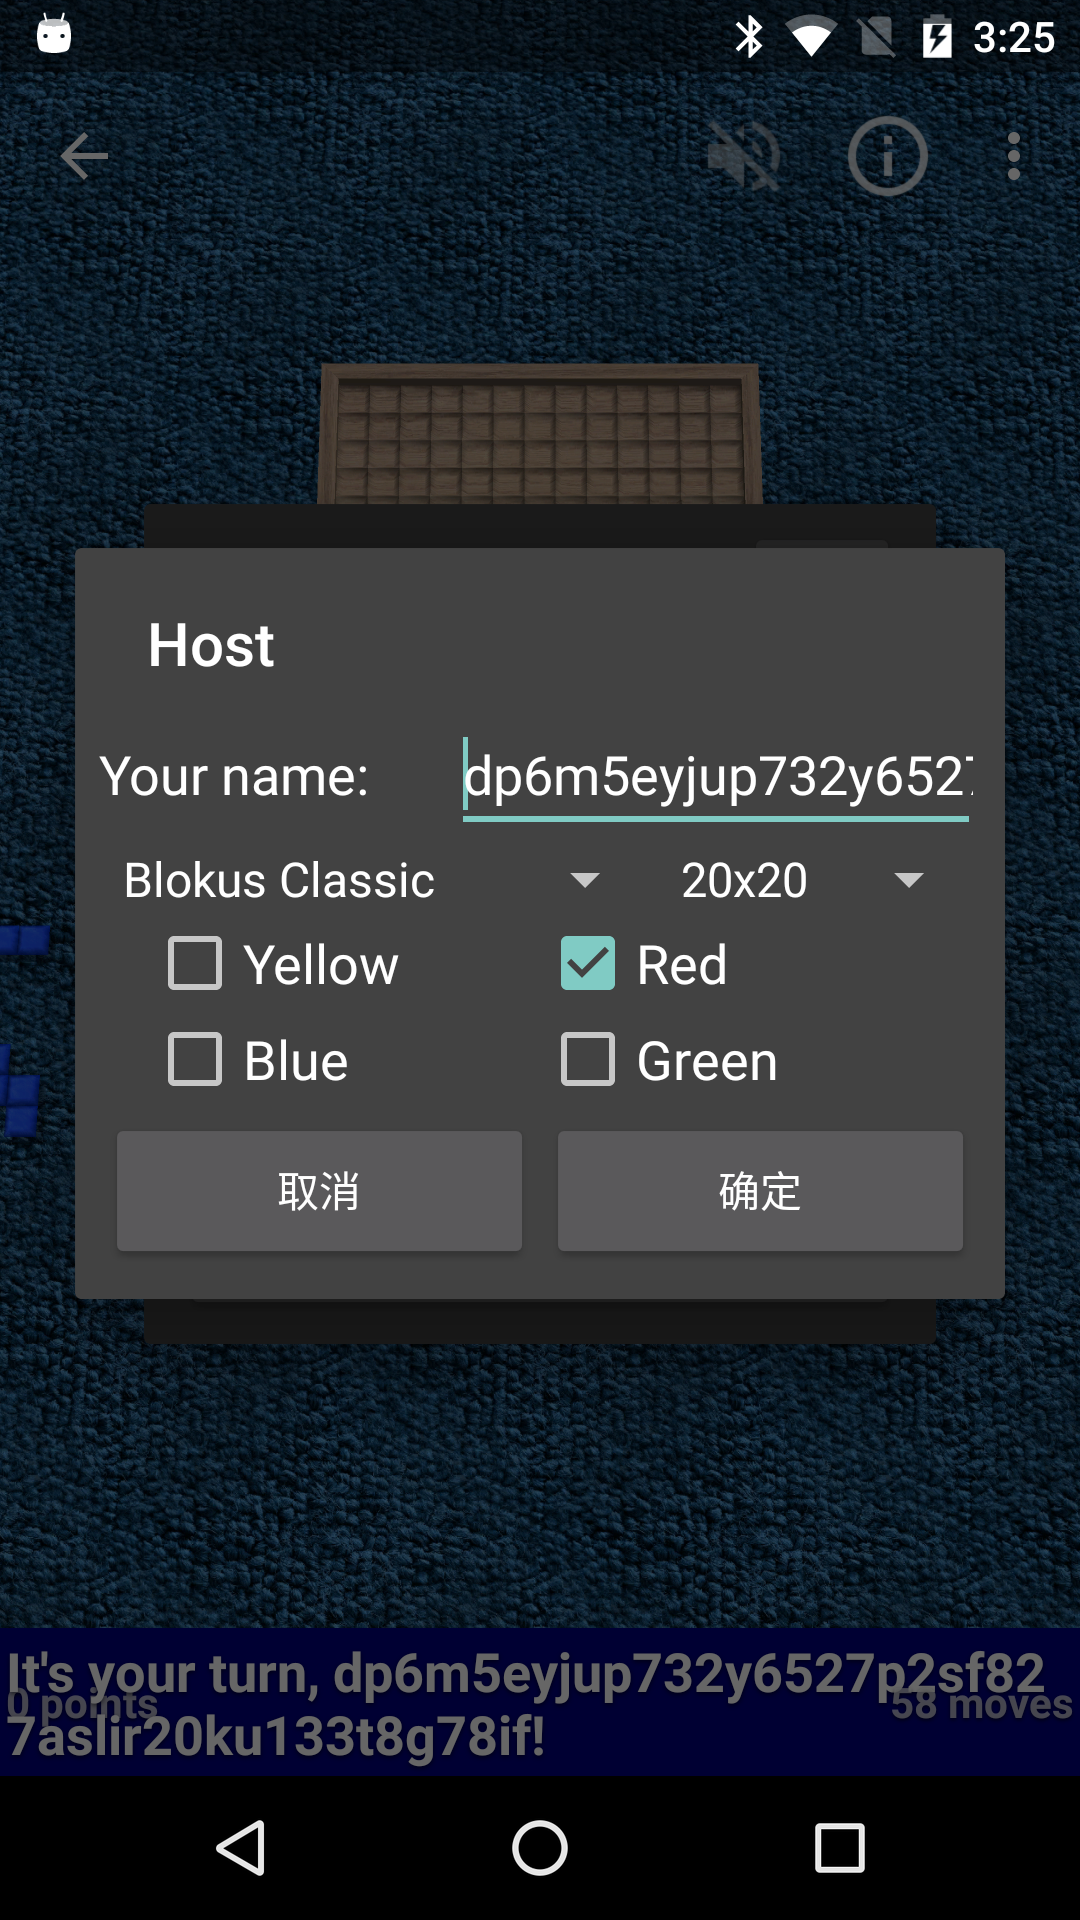 3:25
Host
Your name: dp6m5eyjup732y6527
Blokus Classic 20x20
Yellow Red
Blue Green
取消 确定
It's your turn, dp6m5eyjup732y6527p2sf82
0 points 58 moves
7aslir20ku133t8g78if!